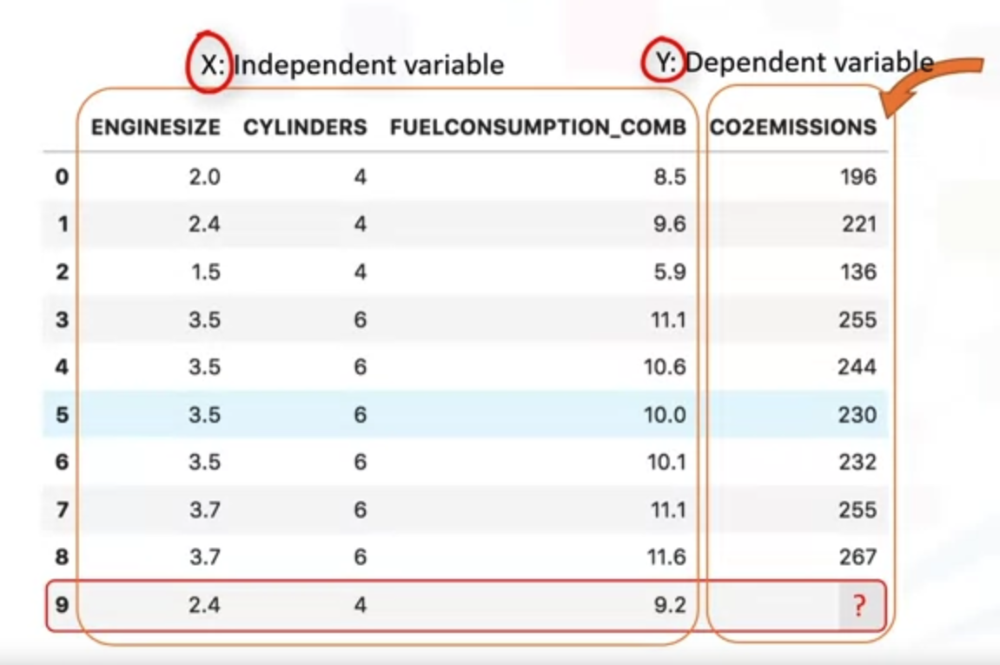 X: Independent variable Y: Dependent variable
ENGINESIZE CYLINDERS FUELCONSUMPTION_COMB CO2EMISSIONS
0 2.0 4 8.5 196
1 2.4 4 9.6 221
2 1.5 4 5.9 136
3 3.5 6 11.1 255
4 3.5 6 10.6 244
5 3.5 6 10.0 230
6 3.5 6 10.1 232
7 3.7 6 11.1 255
8 3.7 6 11.6 267
9 2.4 4 9.2 ?